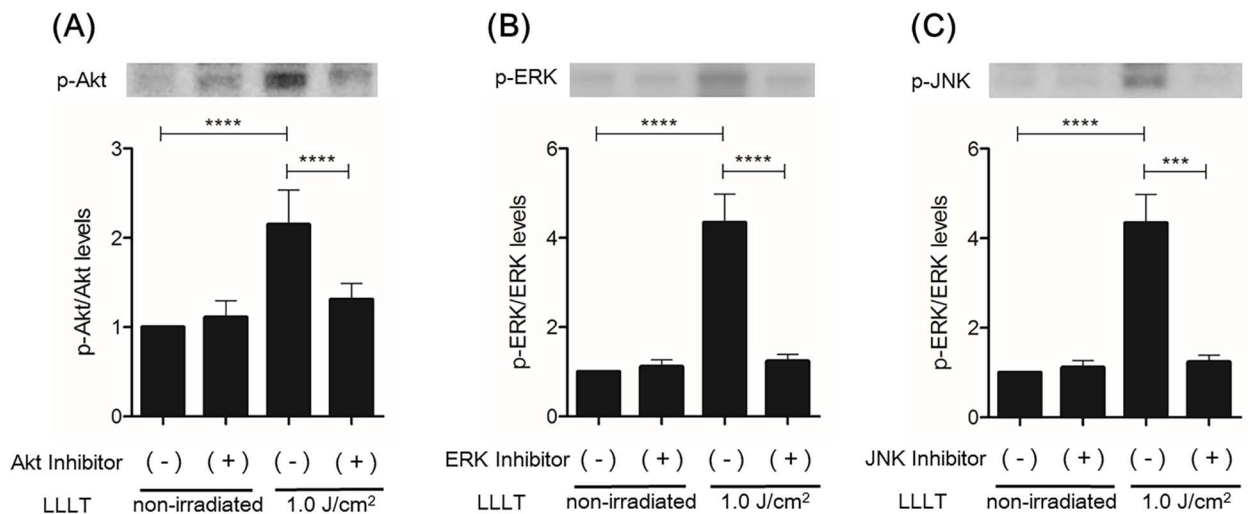 (A)
p-Akt
****
****
p-Akt/Akt levels
3
2
1
0
Akt Inhibitor (-) (+) (-) (+)
LLLT non-irradiated 1.0 J/cm²
(B)
p-ERK
****
****
p-ERK/ERK levels
6
4
2
0
ERK Inhibitor (-) (+) (-) (+)
LLLT non-irradiated 1.0 J/cm²
(C)
p-JNK
****
***
p-ERK/ERK levels
6
4
2
0
JNK Inhibitor (-) (+) (-) (+)
LLLT non-irradiated 1.0 J/cm²